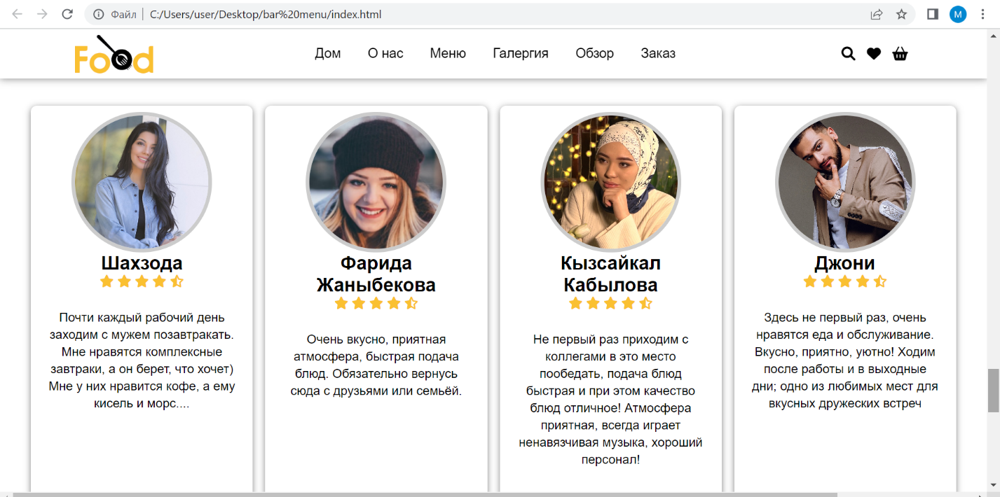 Файл
C:/Users/user/Desktop/bar%20menu/index.html
M
Food
Дом
О нас
Меню
Галергия
Обзор
Заказ
Шахзода
Почти каждый рабочий день
заходим с мужем позавтракать.
Мне нравятся комплексные
завтраки, а он берет, что хочет)
Мне у них нравится кофе, а ему
кисель и морс....
Фарида
Жаныбекова
Очень вкусно, приятная
атмосфера, быстрая подача
блюд. Обязательно вернусь
сюда с друзьями или семьёй.
Кызсайкал
Кабылова
Не первый раз приходим с
коллегами в это место
пообедать, подача блюд
быстрая и при этом качество
блюд отличное! Атмосфера
приятная, всегда играет
ненавязчивая музыка, хороший
персонал!
Джони
Здесь не первый раз, очень
нравятся еда и обслуживание.
Вкусно, приятно, уютно! Ходим
после работы и в выходные
дни; одно из любимых мест для
вкусных дружеских встреч